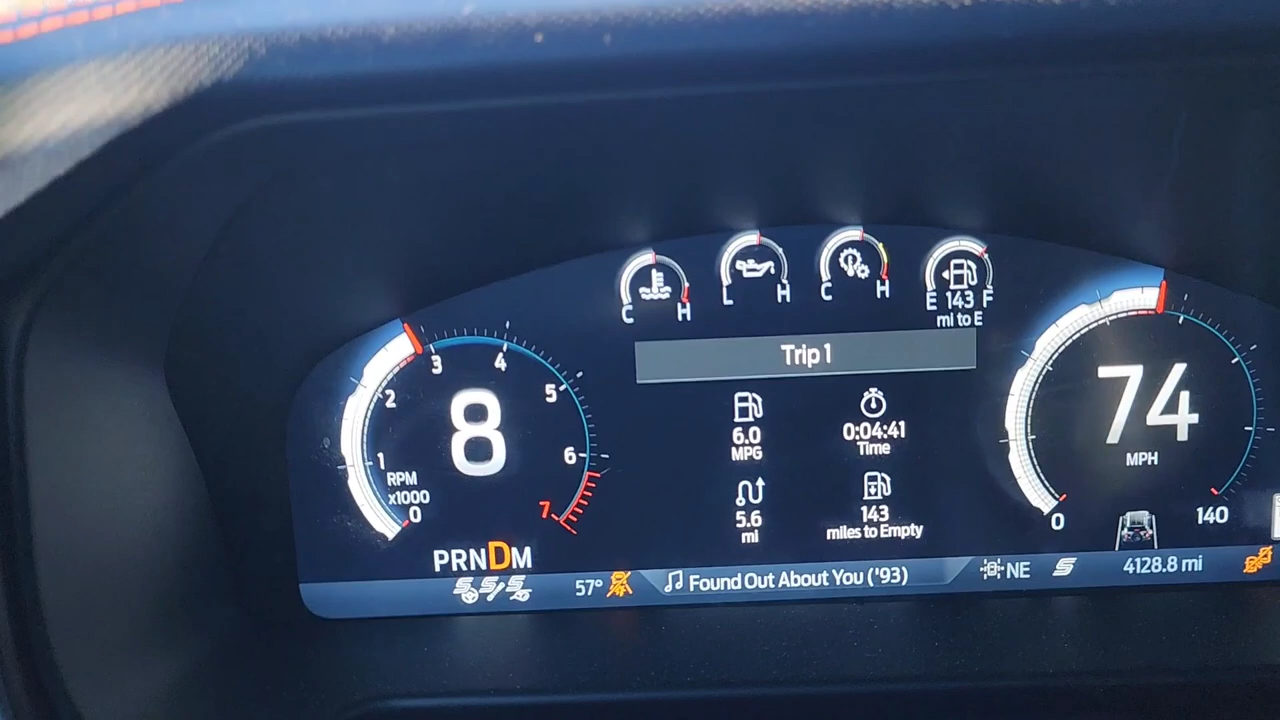 C H
L H
C H
E 143 F
mi to E
Trip 1
0 1 2 3 4 5 6 7
RPM
x1000
8
6.0
MPG
0:04:41
Time
5.6
mi
143
miles to Empty
74
MPH
0 140
PRNDM
57°
Found Out About You ('93)
NE
4128.8 mi